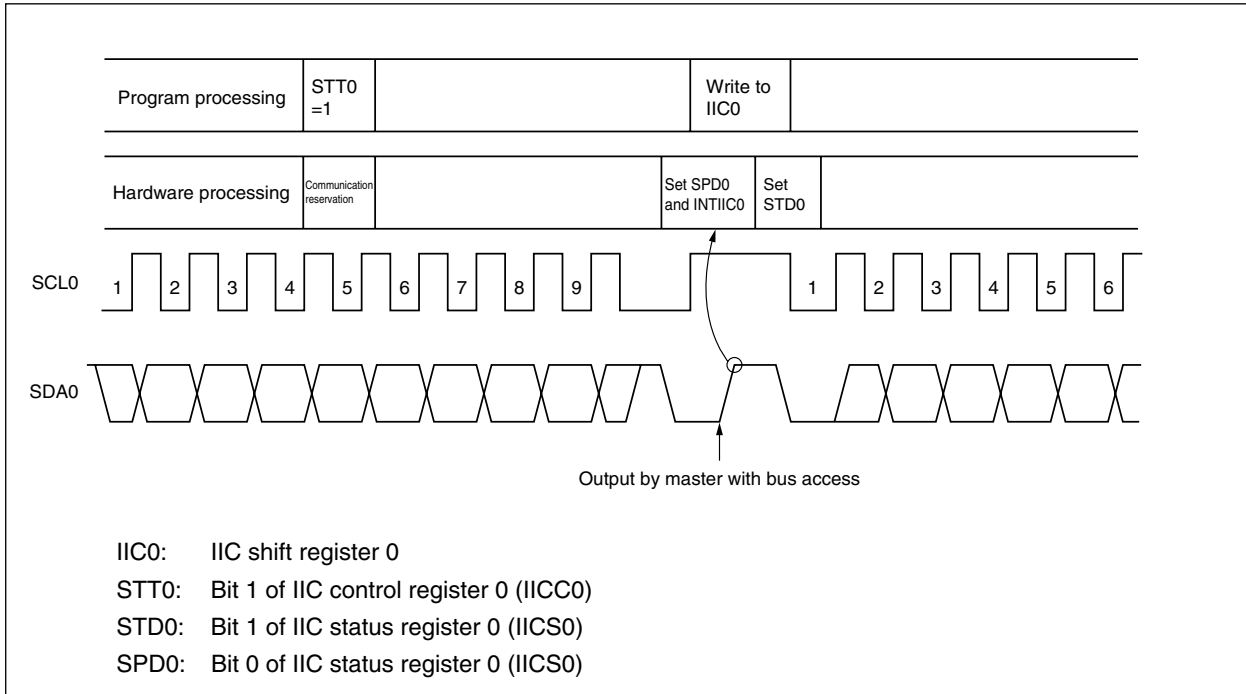 Program processing
STT0
=1
Write to
IIC0
Hardware processing
Communication
reservation
Set SPD0
and INTIIC0
Set
STD0
SCL0
1 2 3 4 5 6 7 8 9 1 2 3 4 5 6
SDA0
Output by master with bus access
IIC0: IIC shift register 0
STT0: Bit 1 of IIC control register 0 (IICC0)
STD0: Bit 1 of IIC status register 0 (IICS0)
SPD0: Bit 0 of IIC status register 0 (IICS0)